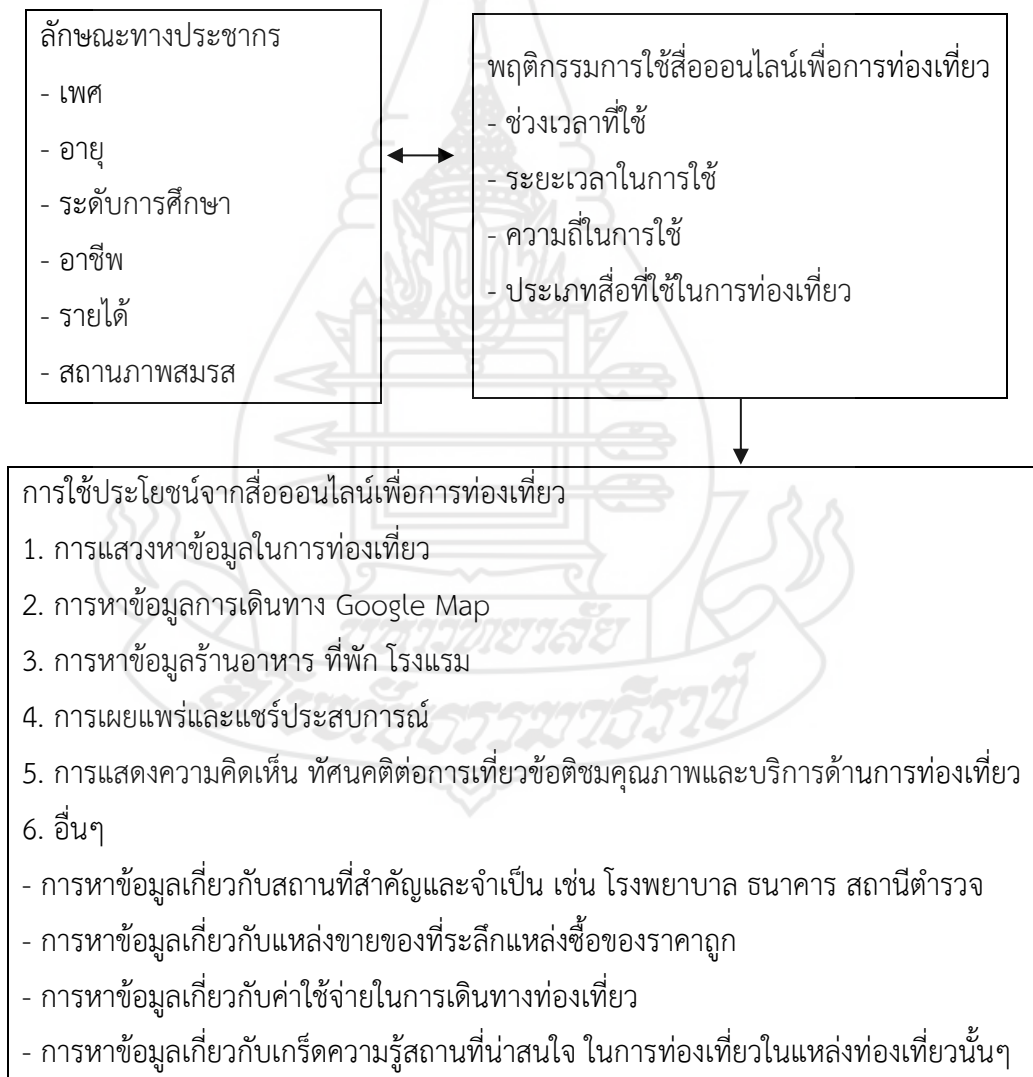 ลักษณะทางประชากร
- เพศ
- อายุ
- ระดับการศึกษา
- อาชีพ
- รายได้
- สถานภาพสมรส
พฤติกรรมการใช้สื่อออนไลน์เพื่อการท่องเที่ยว
- ช่วงเวลาที่ใช้
- ระยะเวลาในการใช้
- ความถี่ในการใช้
- ประเภทสื่อที่ใช้ในการท่องเที่ยว
การใช้ประโยชน์จากสื่อออนไลน์เพื่อการท่องเที่ยว
1. การแสวงหาข้อมูลในการท่องเที่ยว
2. การหาข้อมูลการเดินทาง Google Map
3. การหาข้อมูลร้านอาหาร ที่พัก โรงแรม
4. การเผยแพร่และแชร์ประสบการณ์
5. การแสดงความคิดเห็น ทัศนคติต่อการเที่ยวข้อติชมคุณภาพและบริการด้านการท่องเที่ยว
6. อื่นๆ
- การหาข้อมูลเกี่ยวกับสถานที่สำคัญและจำเป็น เช่น โรงพยาบาล ธนาคาร สถานีตำรวจ
- การหาข้อมูลเกี่ยวกับแหล่งขายของที่ระลึกแหล่งซื้อของราคาถูก
- การหาข้อมูลเกี่ยวกับค่าใช้จ่ายในการเดินทางท่องเที่ยว
- การหาข้อมูลเกี่ยวกับเกร็ดความรู้สถานที่น่าสนใจ ในการท่องเที่ยวในแหล่งท่องเที่ยวนั้นๆ
มหาวิทยาลัย
สุโขทัยธรรมาธิราช